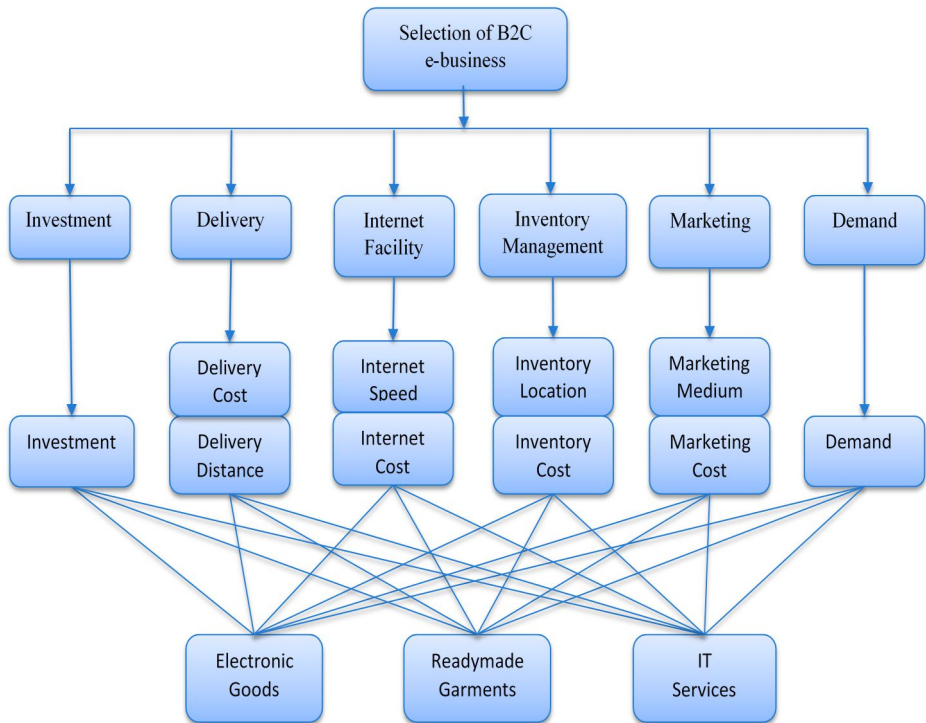 Selection of B2C
e-business
Investment
Delivery
Internet
Facility
Inventory
Management
Marketing
Demand
Delivery
Cost
Internet
Speed
Inventory
Location
Marketing
Medium
Investment
Delivery
Distance
Internet
Cost
Inventory
Cost
Marketing
Cost
Demand
Electronic
Goods
Readymade
Garments
IT
Services